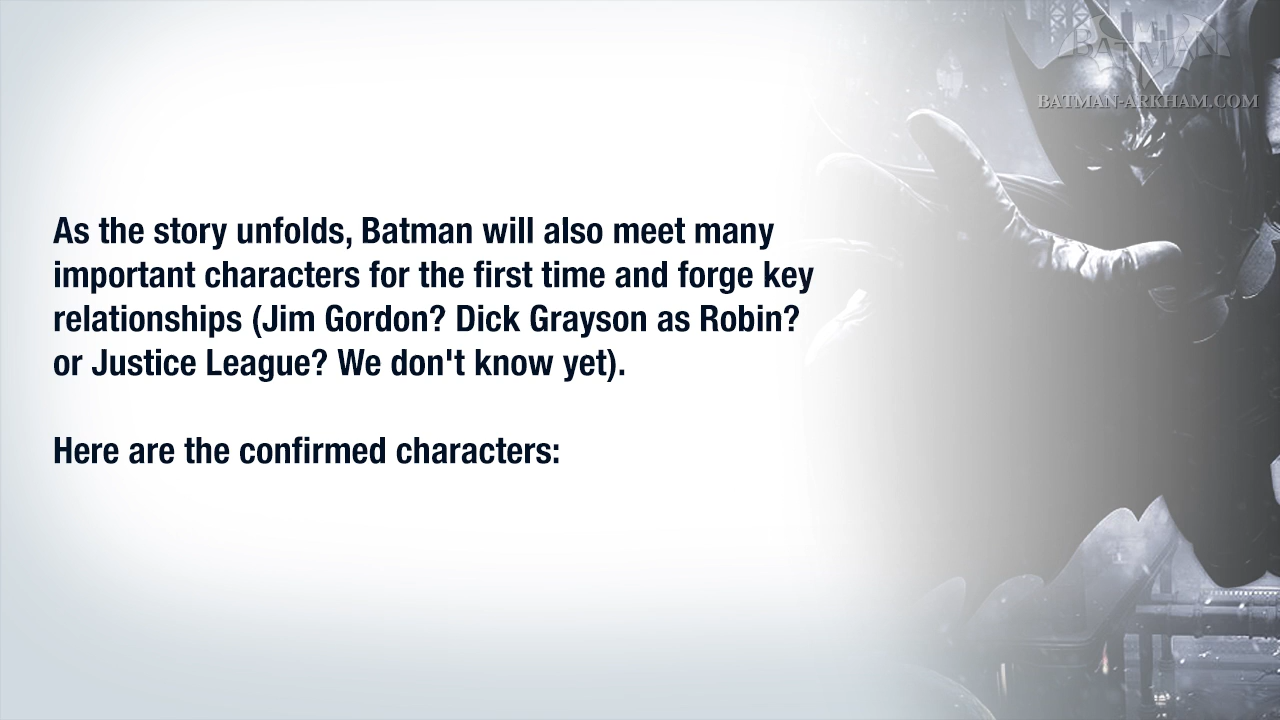 BATMAN
BATMAN-ARKHAM.COM
As the story unfolds, Batman will also meet many
important characters for the first time and forge key
relationships (Jim Gordon? Dick Grayson as Robin?
or Justice League? We don't know yet).
Here are the confirmed characters: